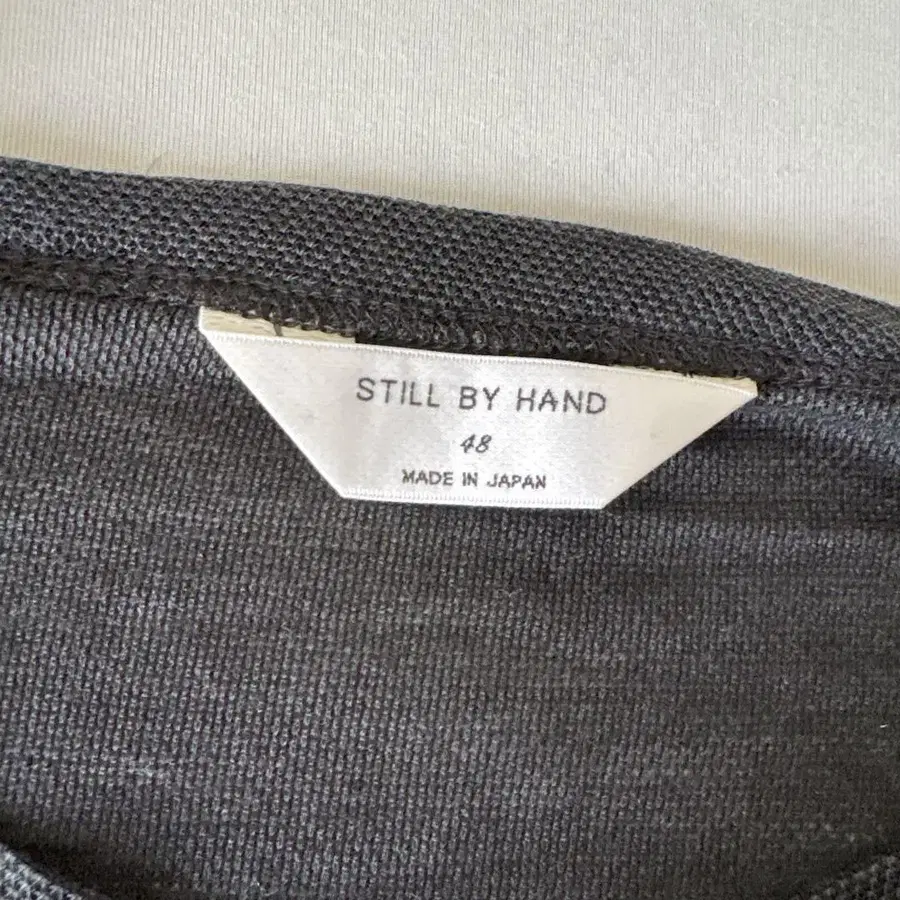 STILL BY HAND
48
MADE IN JAPAN